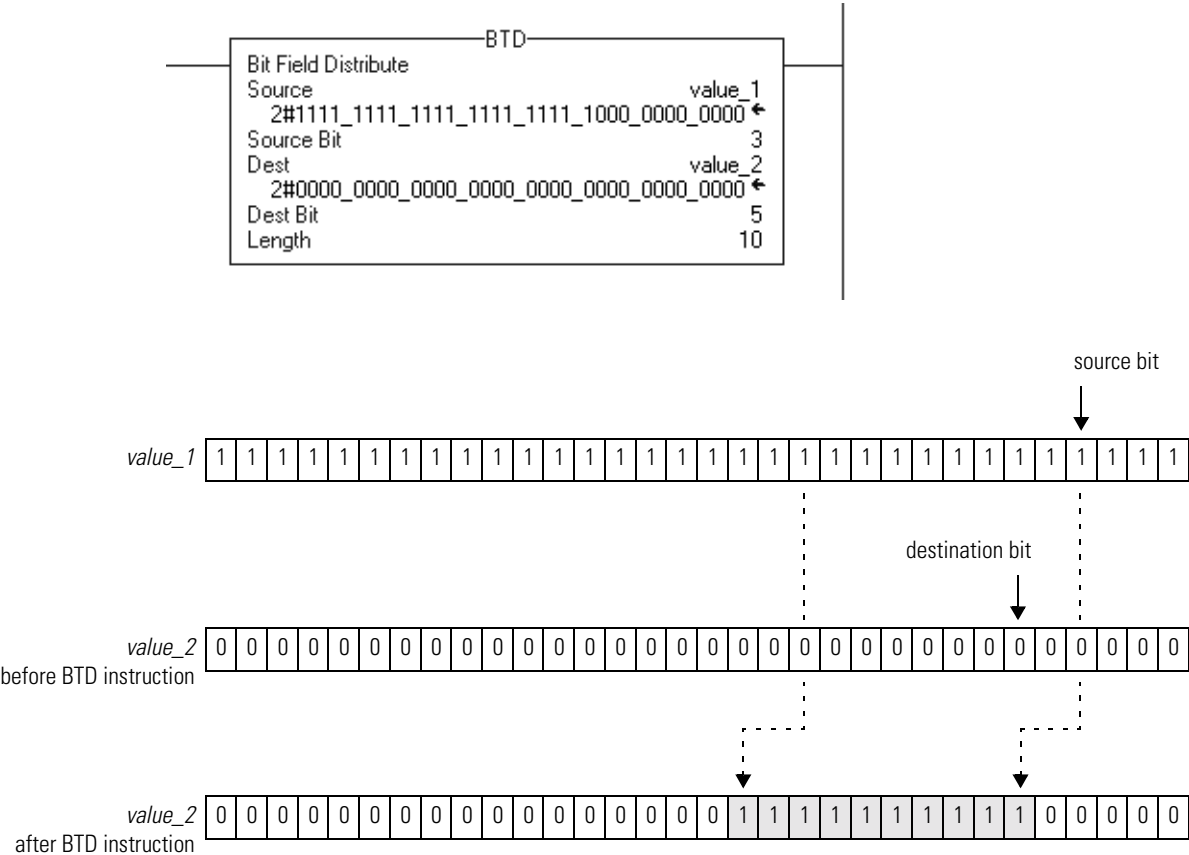 BTD
Bit Field Distribute
Source value_1
2#1111_1111_1111_1111_1111_1000_0000_0000
Source Bit 3
Dest value_2
2#0000_0000_0000_0000_0000_0000_0000_0000
Dest Bit 5
Length 10
source bit
value_1 1 1 1 1 1 1 1 1 1 1 1 1 1 1 1 1 1 1 1 1 1 1 1 1 1 1 1 1 1 1 1 1
destination bit
value_2 0 0 0 0 0 0 0 0 0 0 0 0 0 0 0 0 0 0 0 0 0 0 0 0 0 0 0 0 0 0 0 0
before BTD instruction
value_2 0 0 0 0 0 0 0 0 0 0 0 0 0 0 0 0 0 1 1 1 1 1 1 1 1 1 1 0 0 0 0 0
after BTD instruction